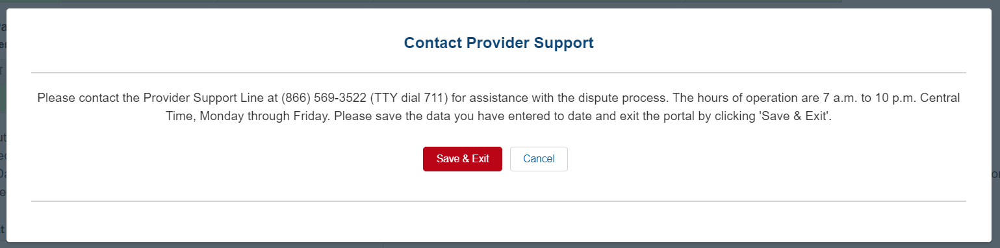 Contact Provider Support
Please contact the Provider Support Line at (866) 569-3522 (TTY dial 711) for assistance with the dispute process. The hours of operation are 7 a.m. to 10 p.m. Central
Time, Monday through Friday. Please save the data you have entered to date and exit the portal by clicking 'Save & Exit'.
Save & Exit
Cancel